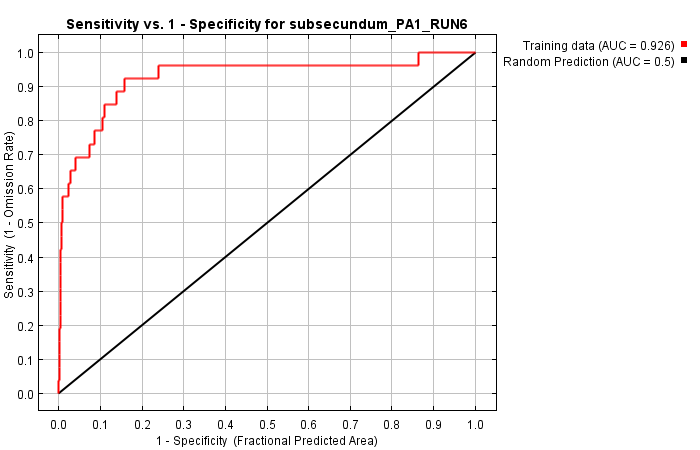 Sensitivity vs. 1 - Specificity for subsecundum_PA1_RUN6
Training data (AUC = 0.926)
Random Prediction (AUC = 0.5)
Sensitivity (1 - Omission Rate)
1.0
0.9
0.8
0.7
0.6
0.5
0.4
0.3
0.2
0.1
0.0
0.0 0.1 0.2 0.3 0.4 0.5 0.6 0.7 0.8 0.9 1.0
1 - Specificity (Fractional Predicted Area)